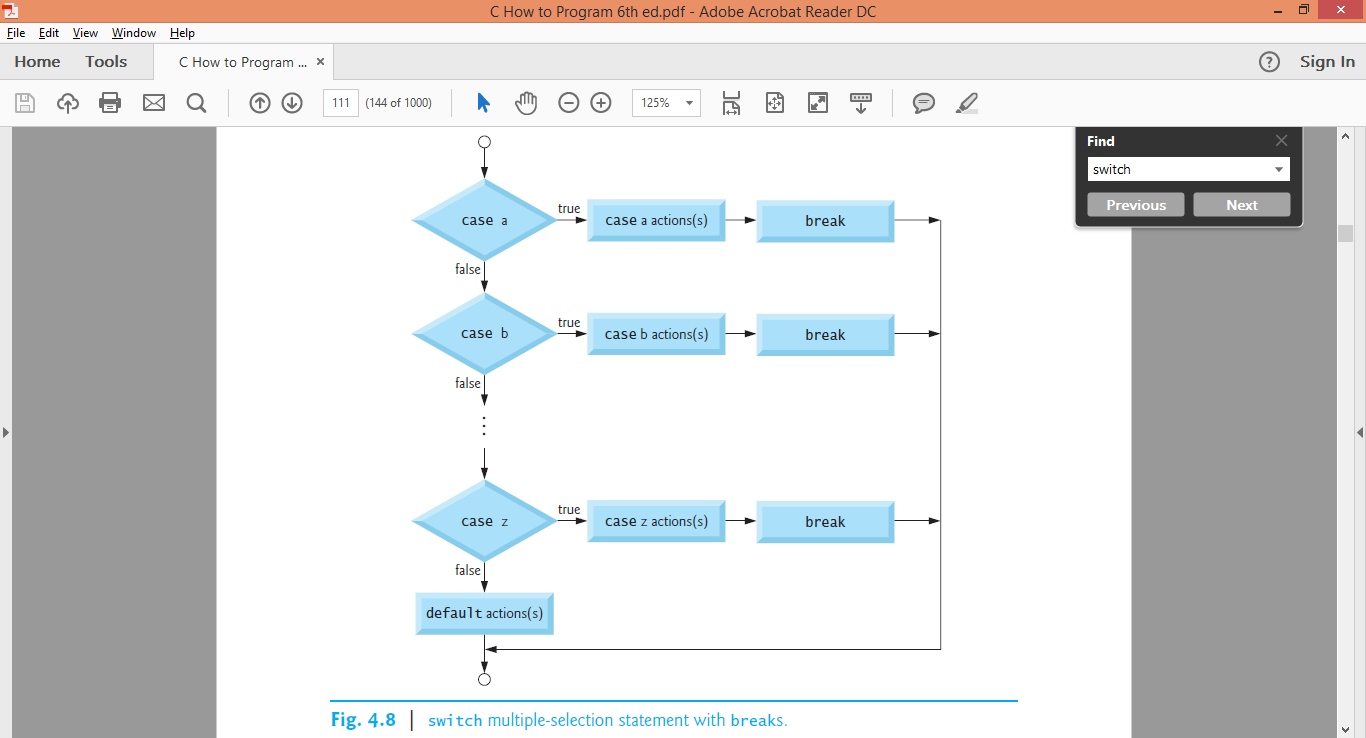 C How to Program 6th ed.pdf - Adobe Acrobat Reader DC
File Edit View Window Help
Home Tools C How to Program ... × ? Sign In
111 (144 of 1000) 125%
Find
switch
Previous Next
case a true case a actions(s) break
false
case b true case b actions(s) break
false
case z true case z actions(s) break
false
default actions(s)
Fig. 4.8 | switch multiple-selection statement with breaks.